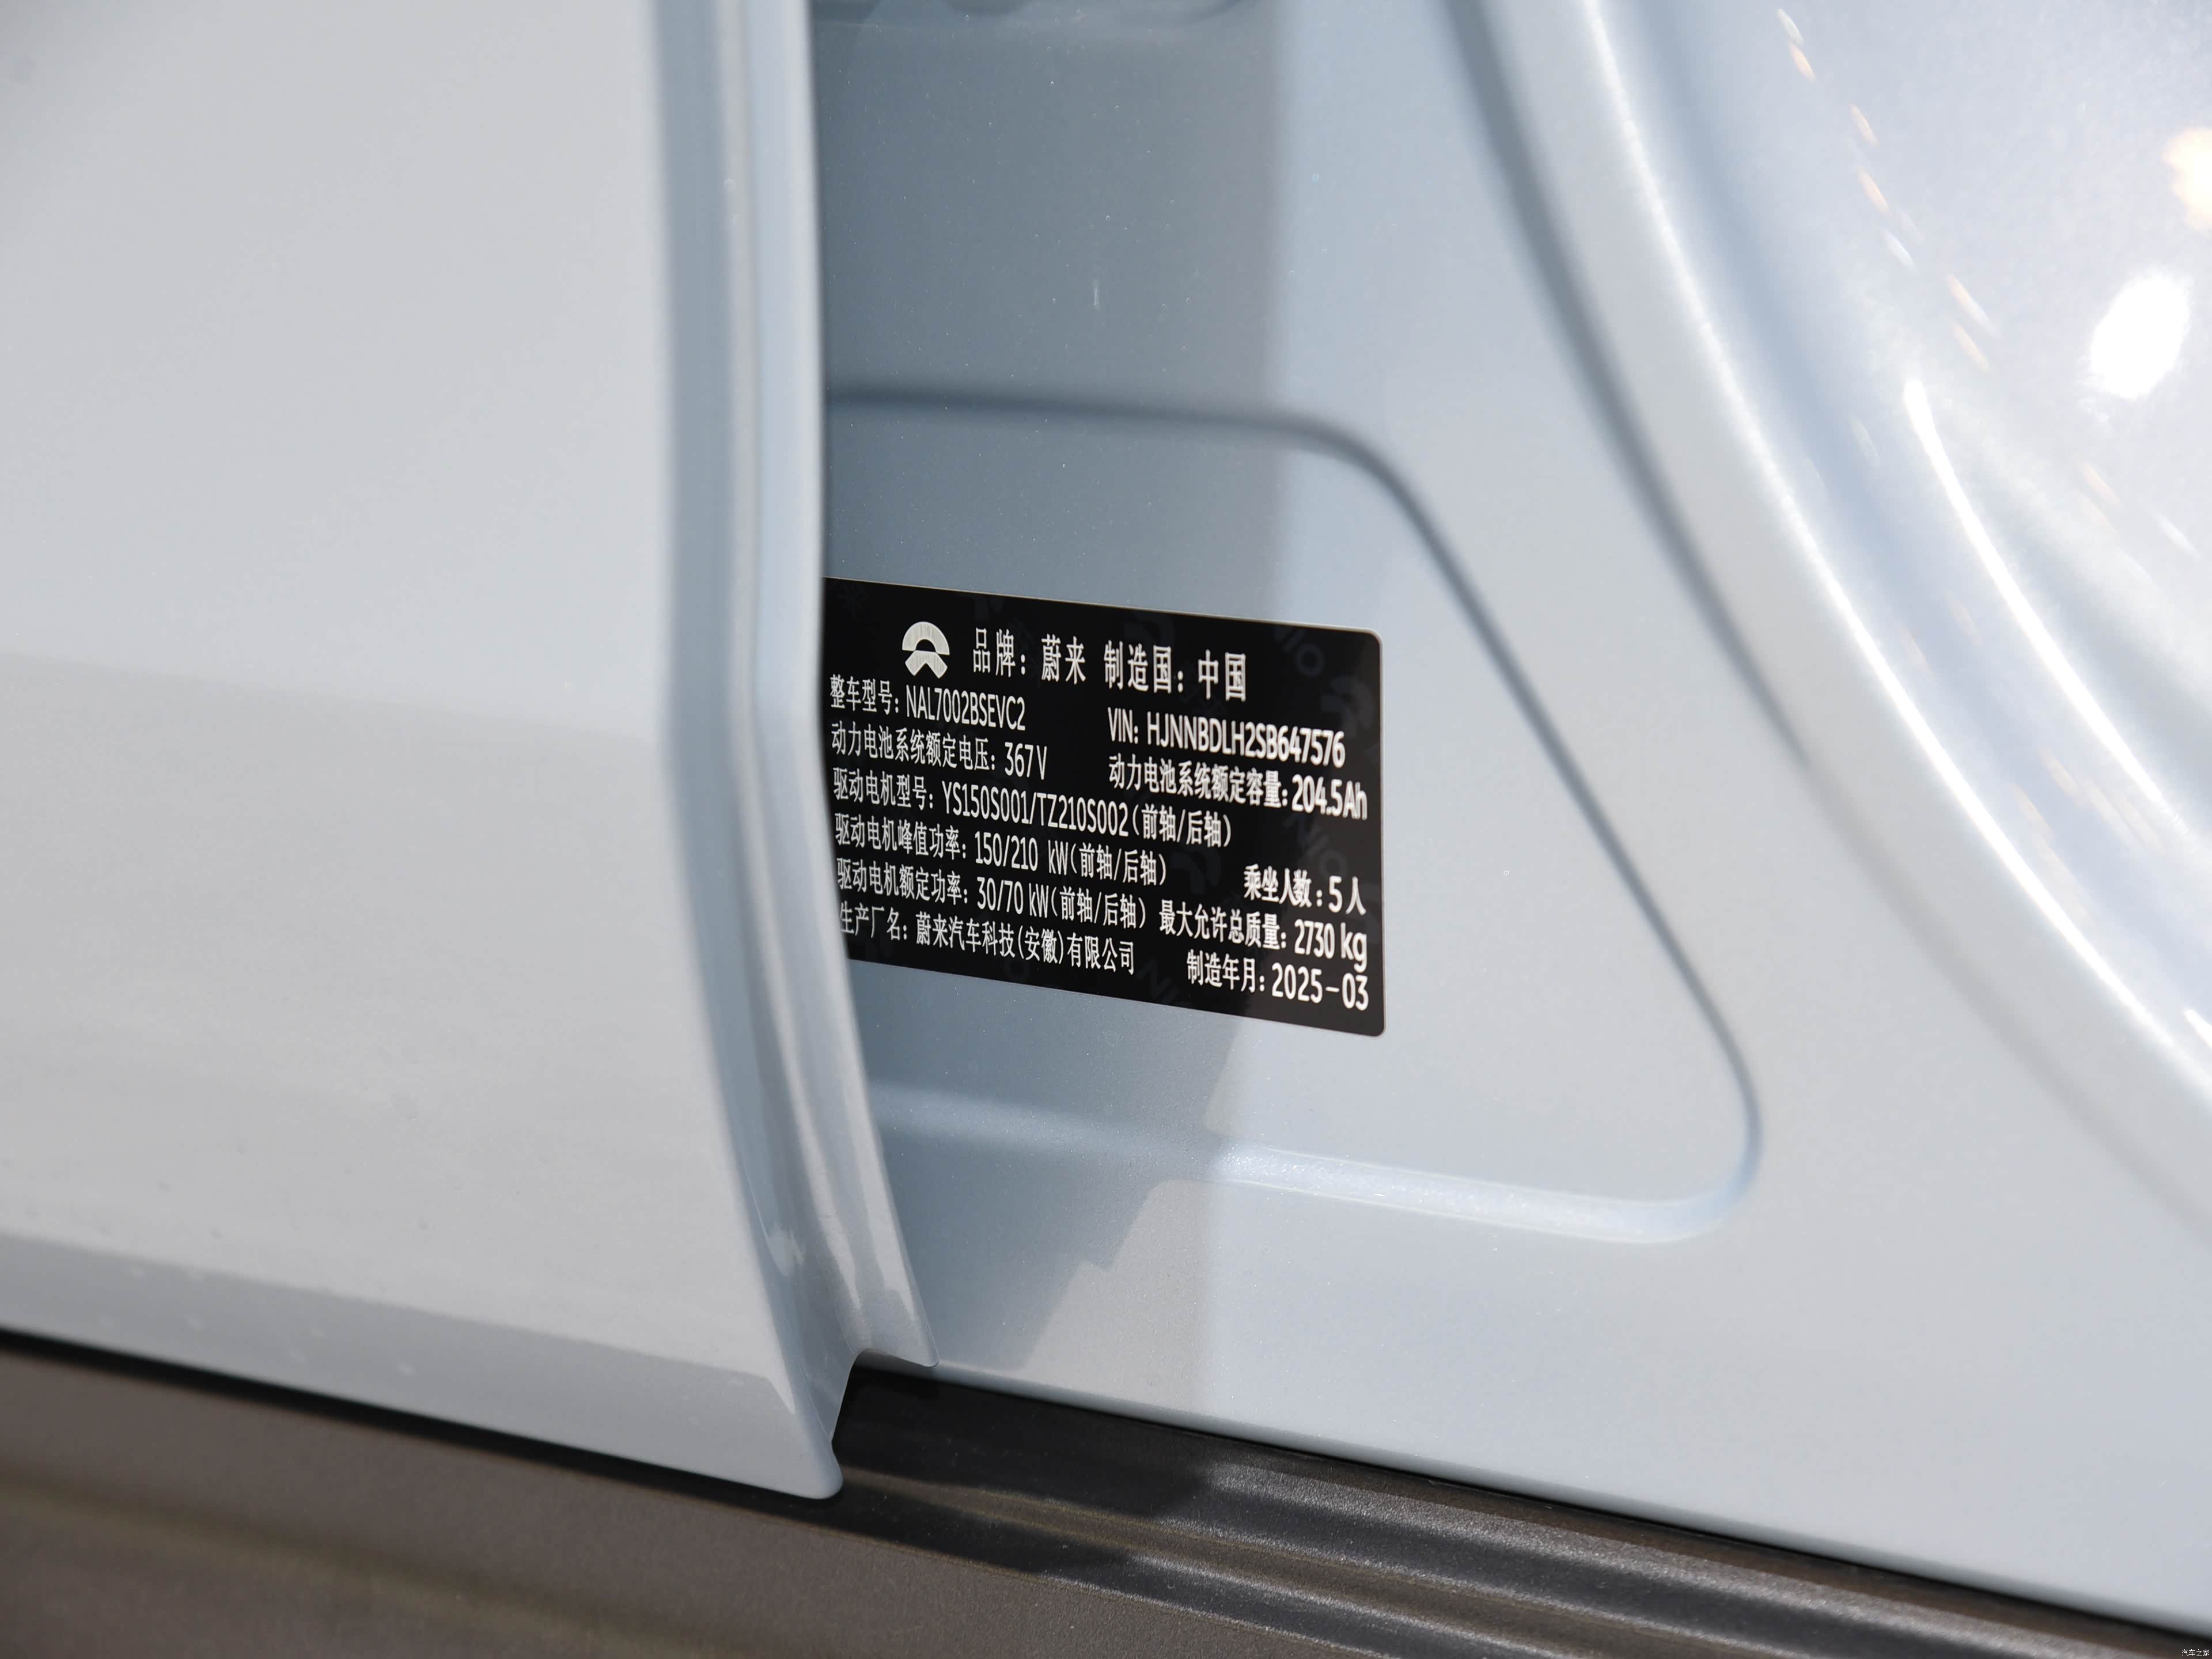 品牌：蔚来 制造国：中国
整车型号：NAL7002BSEVC2
VIN：HJNNBDLH2SB647576
动力电池系统额定电压：367V
动力电池系统额定容量：204.5Ah
驱动电机型号：YS150S001/TZ210S002（前轴/后轴）
驱动电机峰值功率：150/210 kW（前轴/后轴）
乘坐人数：5人
驱动电机额定功率：30/70 kW（前轴/后轴）
最大允许总质量：2730 kg
生产厂名：蔚来汽车科技(安徽)有限公司
制造年月：2025-03
汽车之家